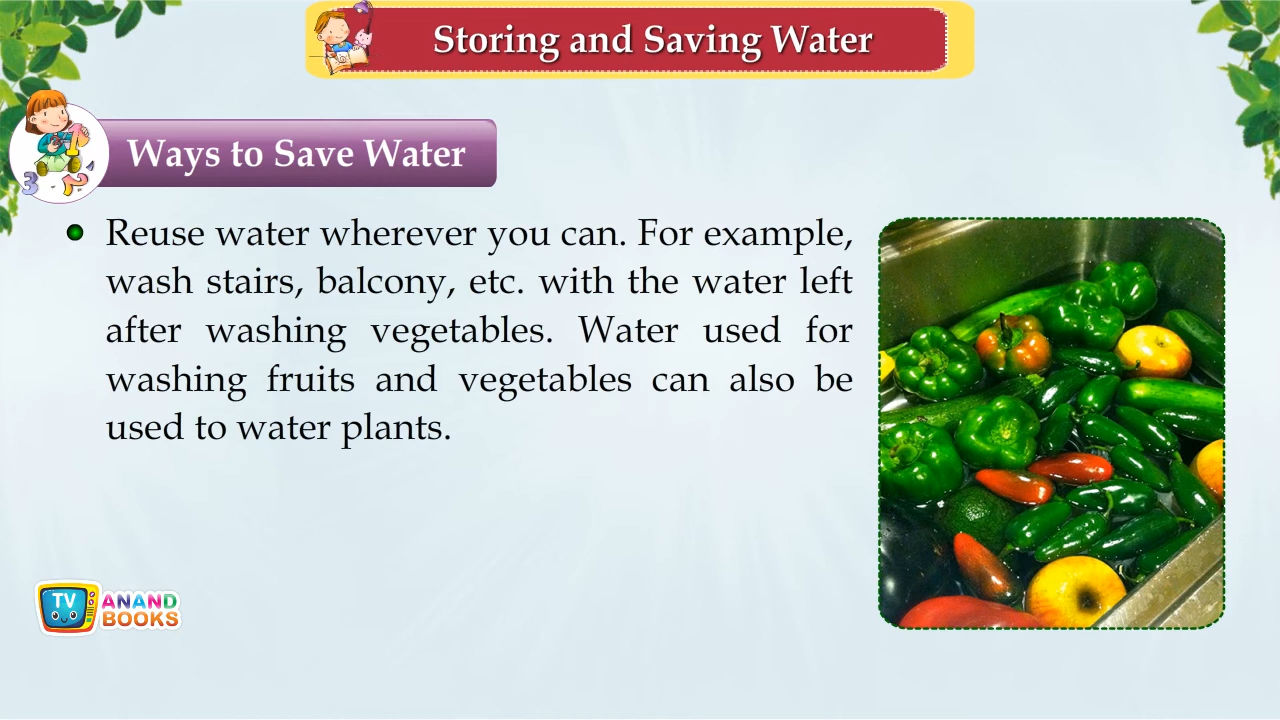 Storing and Saving Water
Ways to Save Water
Reuse water wherever you can. For example,
wash stairs, balcony, etc. with the water left
after washing vegetables. Water used for
washing fruits and vegetables can also be
used to water plants.
TV ANAND
BOOKS